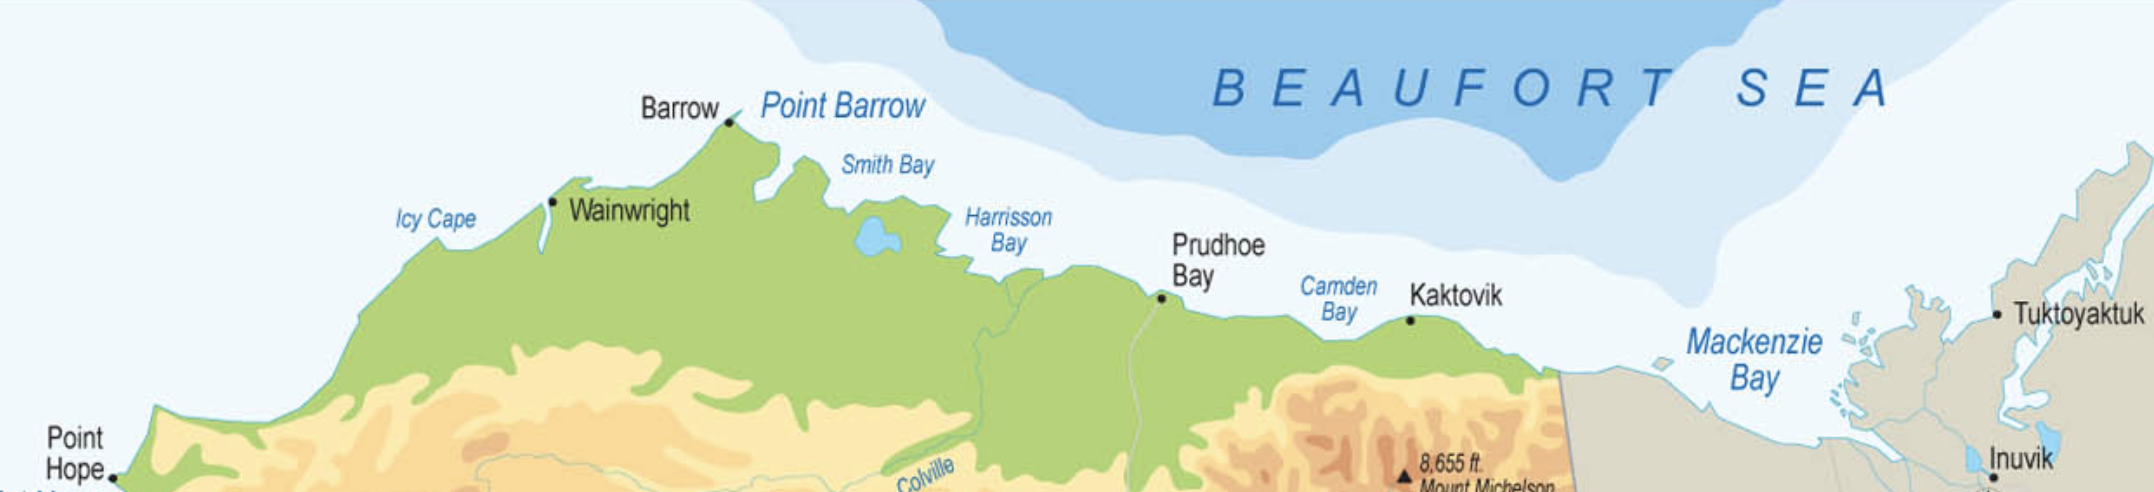 BEAUFORT SEA
Barrow
Point Barrow
Smith Bay
Icy Cape
Wainwright
Harrisson
Bay
Prudhoe
Bay
Camden
Bay
Kaktovik
Mackenzie
Bay
Tuktoyaktuk
Point
Hope
Colville
8,655 ft.
Mount Michelson
Inuvik